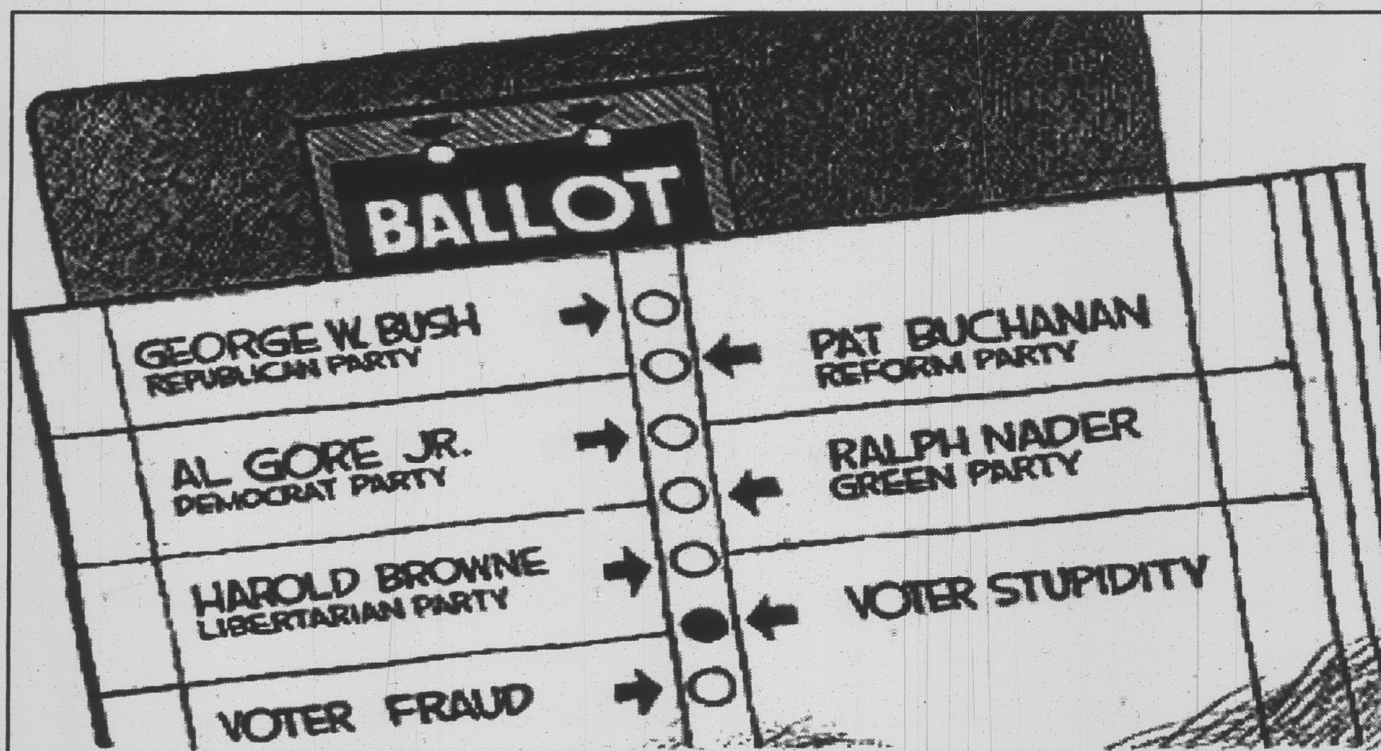 BALLOT
GEORGE W. BUSH
REPUBLICAN PARTY
PAT BUCHANAN
REFORM PARTY
AL GORE JR.
DEMOCRAT PARTY
RALPH NADER
GREEN PARTY
HAROLD BROWNE
LIBERTARIAN PARTY
VOTER STUPIDITY
VOTER FRAUD